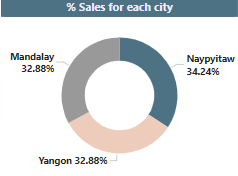 % Sales for each city
Mandalay
32.88%
Naypyitaw
34.24%
Yangon 32.88%